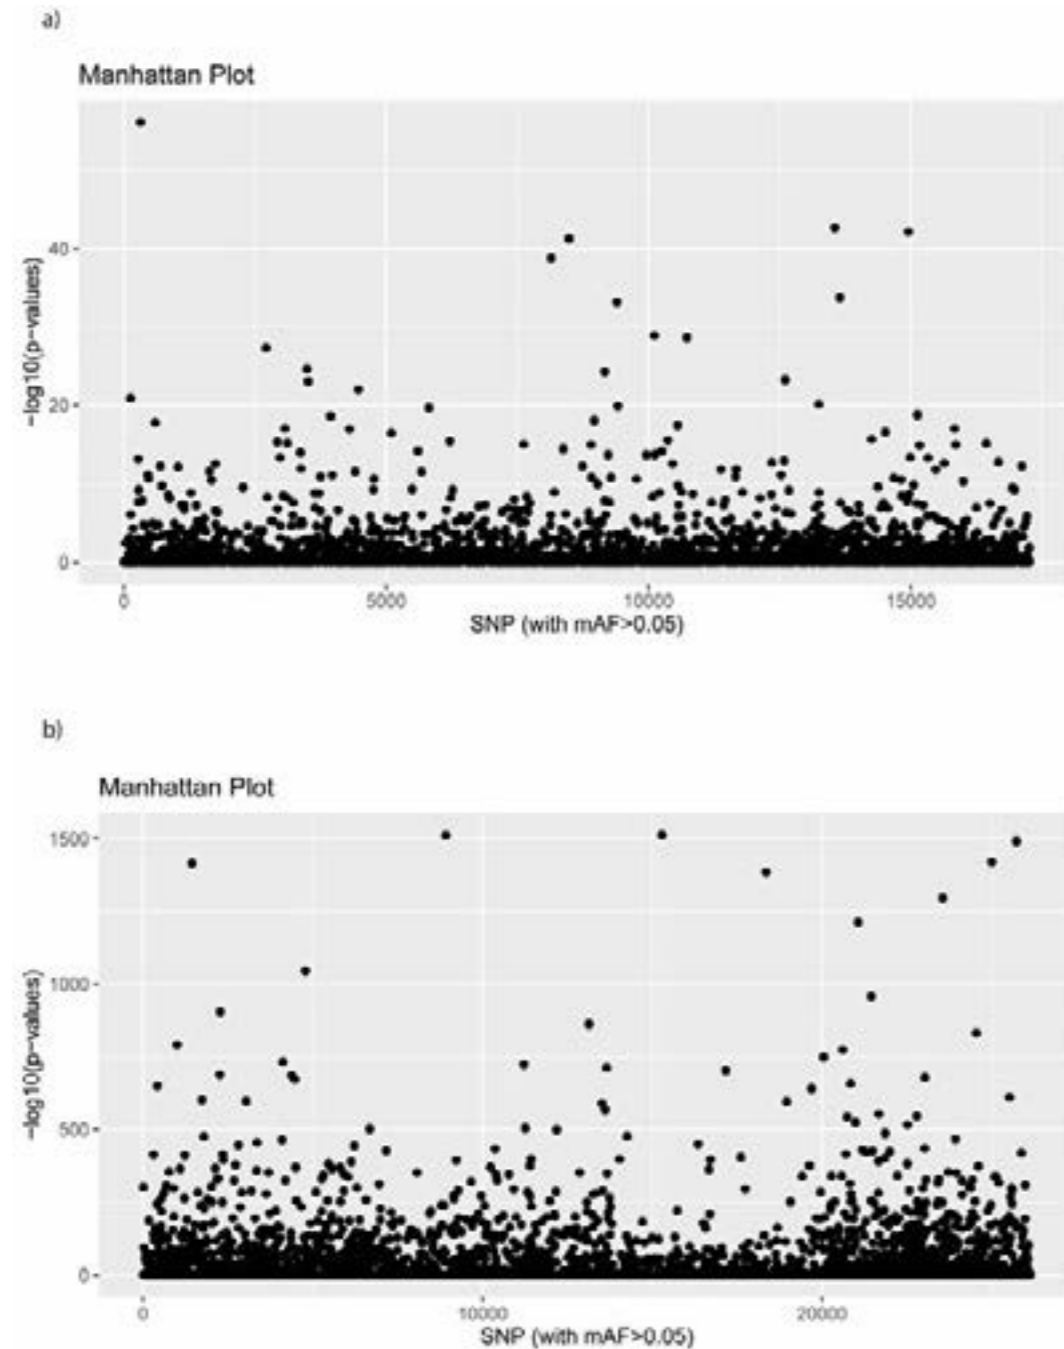 a)
Manhattan Plot
-log10(p-values)
40
20
0
0 5000 10000 15000
SNP (with mAF>0.05)
b)
Manhattan Plot
-log10(p-values)
1500
1000
500
0
0 10000 20000
SNP (with mAF>0.05)